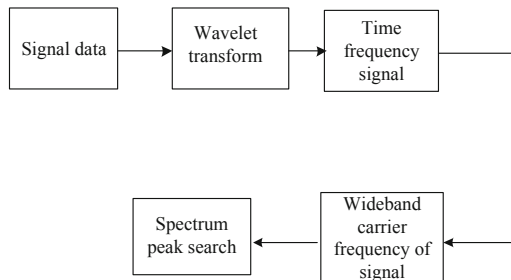 Signal data
Wavelet
transform
Time
frequency
signal
Wideband
carrier
frequency of
signal
Spectrum
peak search